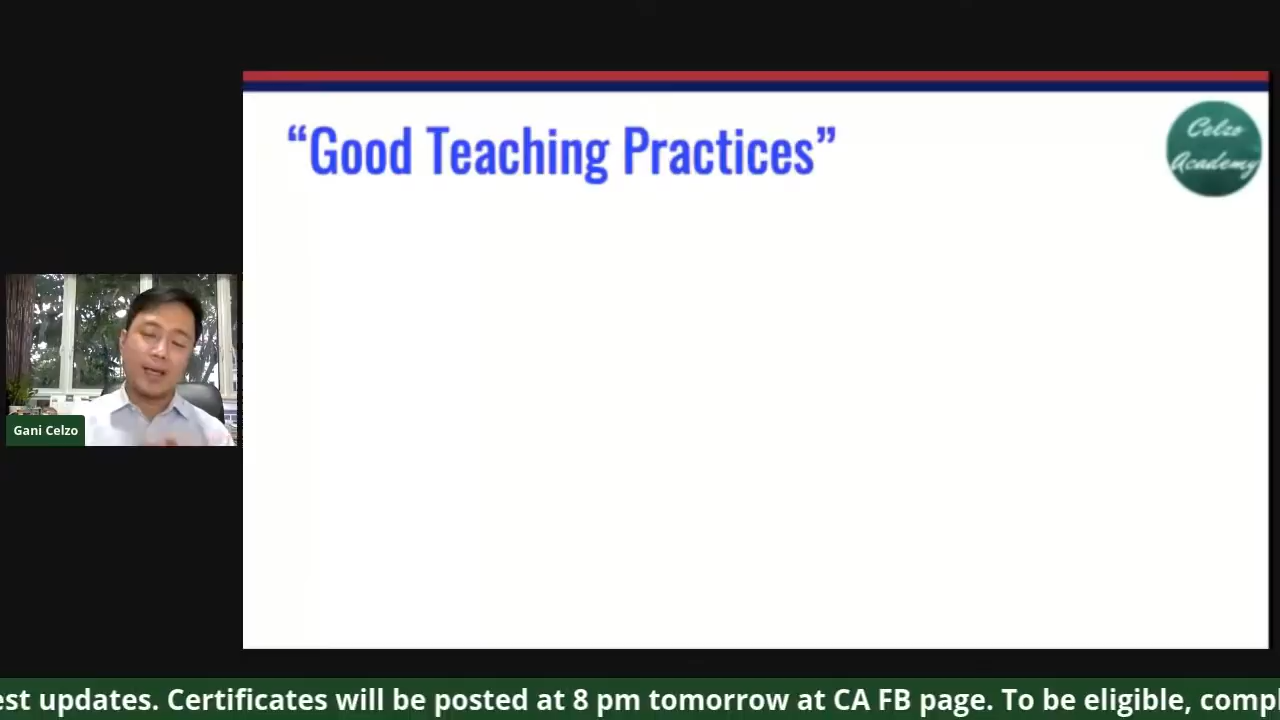 “Good Teaching Practices”
Celzo
Academy
Gani Celzo
est updates. Certificates will be posted at 8 pm tomorrow at CA FB page. To be eligible, comp